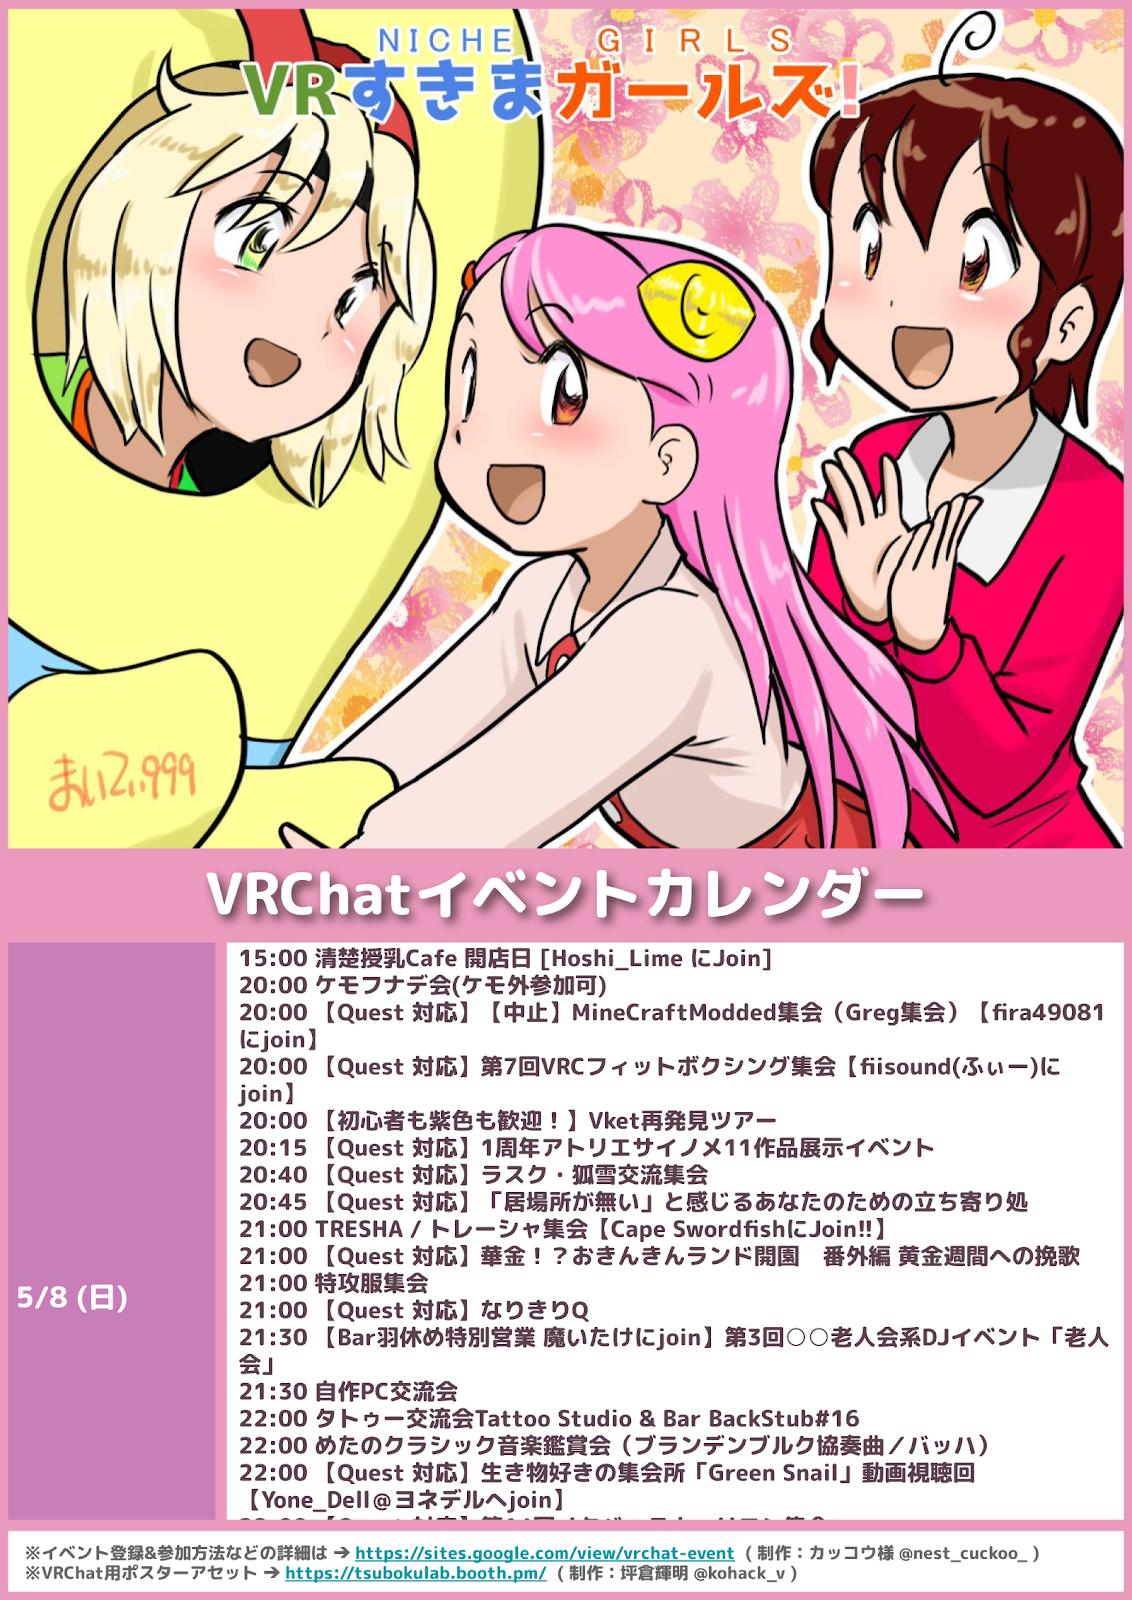 NICHE GIRLS
VRすきまガールズ!
まいてい999
VRChatイベントカレンダー
5/8 (日)
15:00 清楚授乳Cafe 開店日 [Hoshi_Lime にJoin]
20:00 ケモフナデ会(ケモ外参加可)
20:00 【Quest 対応】【中止】MineCraftModded集会（Greg集会）【fira49081
にjoin】
20:00 【Quest 対応】第7回VRCフィットボクシング集会【fiisound(ふぃー)に
join】
20:00 【初心者も紫色も歓迎！】Vket再発見ツアー
20:15 【Quest 対応】1周年アトリエサイノメ11作品展示イベント
20:40 【Quest 対応】ラスク・狐雪交流集会
20:45 【Quest 対応】「居場所が無い」と感じるあなたのための立ち寄り処
21:00 TRESHA / トレーシャ集会【Cape SwordfishにJoin!!】
21:00 【Quest 対応】華金！？おきんきんランド開園　番外編 黄金週間への挽歌
21:00 特攻服集会
21:00 【Quest 対応】なりきりQ
21:30 【Bar羽休め特別営業 魔いたけにjoin】第3回○○老人会系DJイベント「老人
会」
21:30 自作PC交流会
22:00 タトゥー交流会Tattoo Studio & Bar BackStub#16
22:00 めたのクラシック音楽鑑賞会（ブランデンブルク協奏曲／バッハ）
22:00 【Quest 対応】生き物好きの集会所「Green Snail」動画視聴回
【Yone_Dell＠ヨネデルへjoin】
※イベント登録&参加方法などの詳細は ➔ https://sites.google.com/view/vrchat-event ( 制作：カッコウ様 @nest_cuckoo_ )
※VRChat用ポスターアセット ➔ https://tsubokulab.booth.pm/ ( 制作：坪倉輝明 @kohack_v )